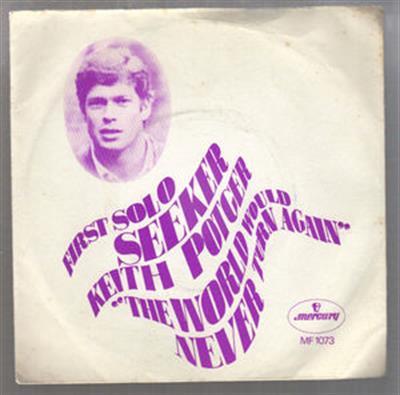 FIRST SOLO
SEEKER
KEITH POTGER
"THE WORLD WOULD
NEVER TURN AGAIN"
mercury
MF 1073